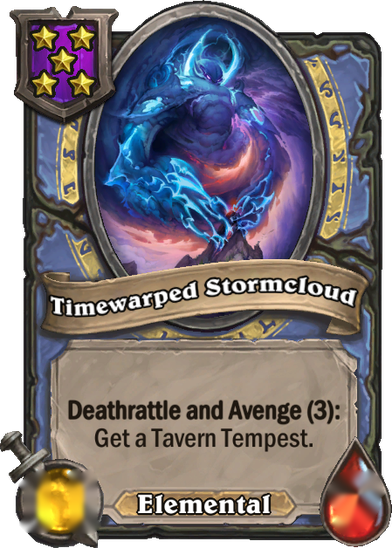 Timewarped Stormcloud
Deathrattle and Avenge (3):
Get a Tavern Tempest.
Elemental